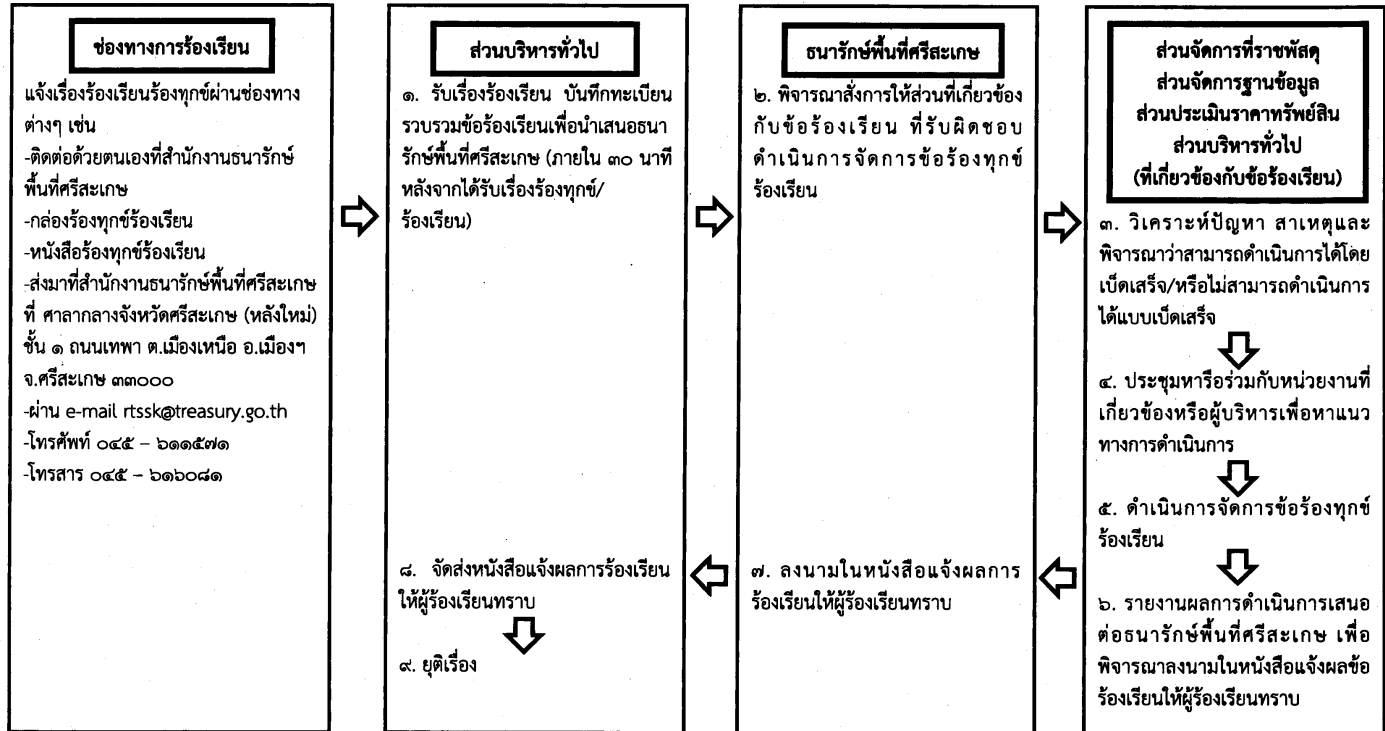 ช่องทางการร้องเรียน
แจ้งเรื่องร้องเรียนร้องทุกข์ผ่านช่องทาง
ต่างๆ เช่น
-ติดต่อด้วยตนเองที่สำนักงานธนารักษ์
พื้นที่ศรีสะเกษ
-กล่องร้องทุกข์ร้องเรียน
-หนังสือร้องทุกข์ร้องเรียน
-ส่งมาที่สำนักงานธนารักษ์พื้นที่ศรีสะเกษ
ที่ ศาลากลางจังหวัดศรีสะเกษ (หลังใหม่)
ชั้น ๑ ถนนเทพา ต.เมืองเหนือ อ.เมืองฯ
จ.ศรีสะเกษ ๓๓๐๐๐
-ผ่าน e-mail rtssk@treasury.go.th
-โทรศัพท์ ๐๔๕ – ๖๑๑๕๗๑
-โทรสาร ๐๔๕ – ๖๑๖๐๘๑
ส่วนบริหารทั่วไป
๑. รับเรื่องร้องเรียน บันทึกทะเบียน
รวบรวมข้อร้องเรียนเพื่อนำเสนอธนา
รักษ์พื้นที่ศรีสะเกษ (ภายใน ๓๐ นาที
หลังจากได้รับเรื่องร้องทุกข์/
ร้องเรียน)
ธนารักษ์พื้นที่ศรีสะเกษ
๒. พิจารณาสั่งการให้ส่วนที่เกี่ยวข้อง
กับข้อร้องเรียน ที่รับผิดชอบ
ดำเนินการจัดการข้อร้องทุกข์
ร้องเรียน
ส่วนจัดการที่ราชพัสดุ
ส่วนจัดการฐานข้อมูล
ส่วนประเมินราคาทรัพย์สิน
ส่วนบริหารทั่วไป
(ที่เกี่ยวข้องกับข้อร้องเรียน)
๓. วิเคราะห์ปัญหา สาเหตุและ
พิจารณาว่าสามารถดำเนินการได้โดย
เบ็ดเสร็จ/หรือไม่สามารถดำเนินการ
ได้แบบเบ็ดเสร็จ
๔. ประชุมหารือร่วมกับหน่วยงานที่
เกี่ยวข้องหรือผู้บริหารเพื่อหาแนว
ทางการดำเนินการ
๕. ดำเนินการจัดการข้อร้องทุกข์
ร้องเรียน
๖. รายงานผลการดำเนินการเสนอ
ต่อธนารักษ์พื้นที่ศรีสะเกษ เพื่อ
พิจารณาลงนามในหนังสือแจ้งผลข้อ
ร้องเรียนให้ผู้ร้องเรียนทราบ
๗. ลงนามในหนังสือแจ้งผลการ
ร้องเรียนให้ผู้ร้องเรียนทราบ
๘. จัดส่งหนังสือแจ้งผลการร้องเรียน
ให้ผู้ร้องเรียนทราบ
๙. ยุติเรื่อง